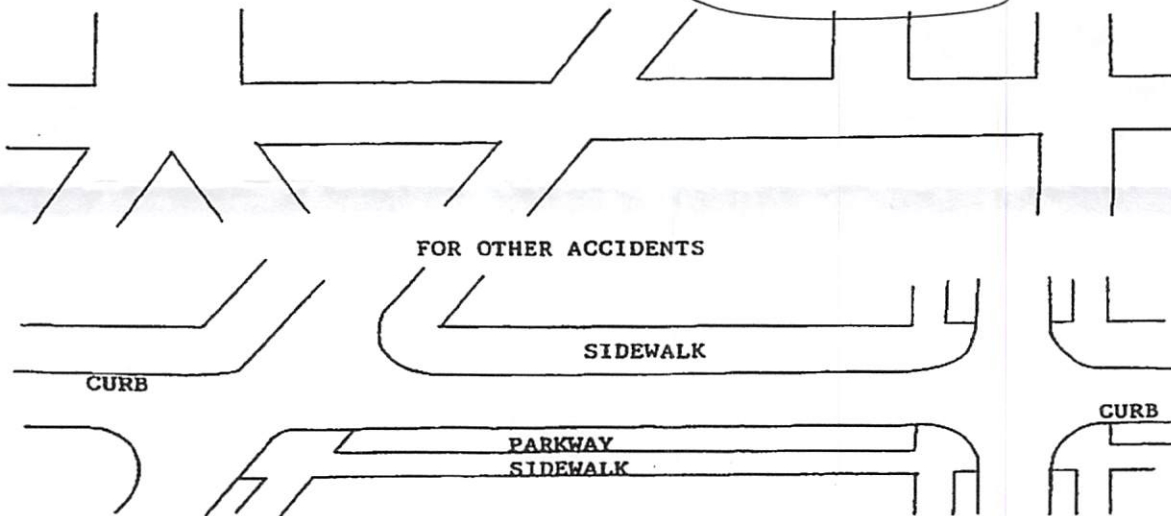 FOR OTHER ACCIDENTS
SIDEWALK
CURB
CURB
PARKWAY
SIDEWALK